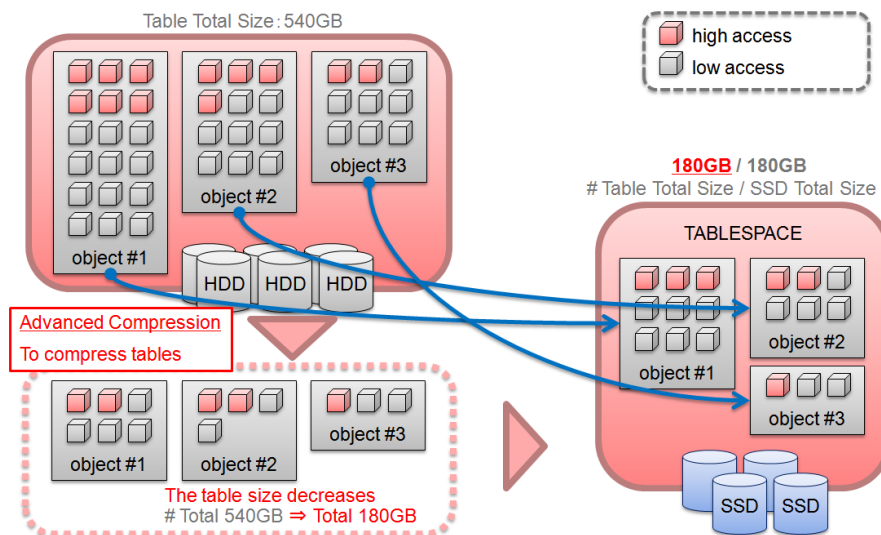 Table Total Size : 540GB
high access
low access
object #1
object #2
object #3
HDD
HDD
HDD
180GB / 180GB
# Table Total Size / SSD Total Size
TABLESPACE
object #1
object #2
object #3
SSD
SSD
Advanced Compression
To compress tables
object #1
object #2
object #3
The table size decreases
# Total 540GB ⇒ Total 180GB